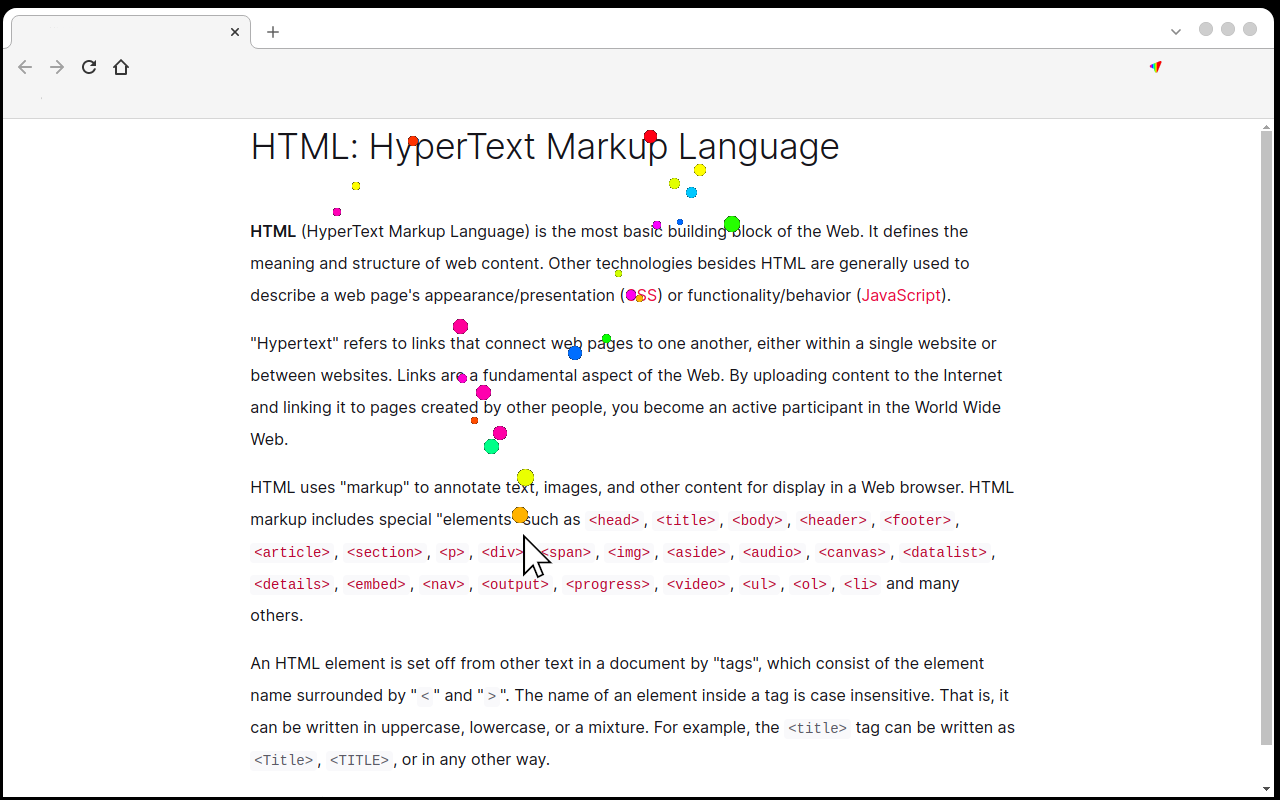 HTML: HyperText Markup Language
HTML (HyperText Markup Language) is the most basic building block of the Web. It defines the
meaning and structure of web content. Other technologies besides HTML are generally used to
describe a web page's appearance/presentation (CSS) or functionality/behavior (JavaScript).
"Hypertext" refers to links that connect web pages to one another, either within a single website or
between websites. Links are a fundamental aspect of the Web. By uploading content to the Internet
and linking it to pages created by other people, you become an active participant in the World Wide
Web.
HTML uses "markup" to annotate text, images, and other content for display in a Web browser. HTML
markup includes special "elements" such as <head>, <title>, <body>, <header>, <footer>,
<article>, <section>, <p>, <div>, <span>, <img>, <aside>, <audio>, <canvas>, <datalist>,
<details>, <embed>, <nav>, <output>, <progress>, <video>, <ul>, <ol>, <li> and many
others.
An HTML element is set off from other text in a document by "tags", which consist of the element
name surrounded by "<" and ">". The name of an element inside a tag is case insensitive. That is, it
can be written in uppercase, lowercase, or a mixture. For example, the <title> tag can be written as
<Title>, <TITLE>, or in any other way.